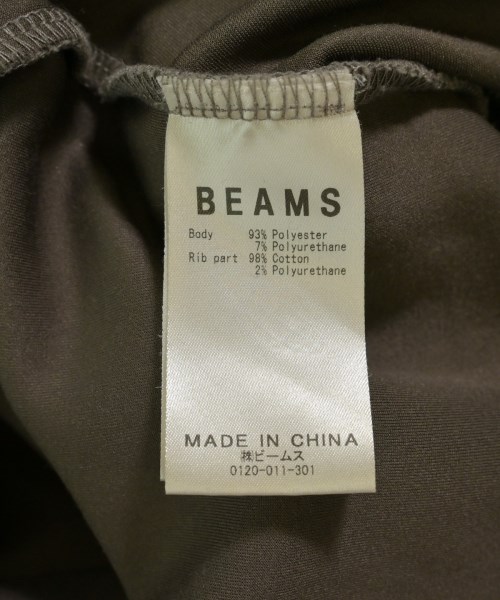 BEAMS
Body 93% Polyester
7% Polyurethane
Rib part 98% Cotton
2% Polyurethane
MADE IN CHINA
㈱ビームス
0120-011-301